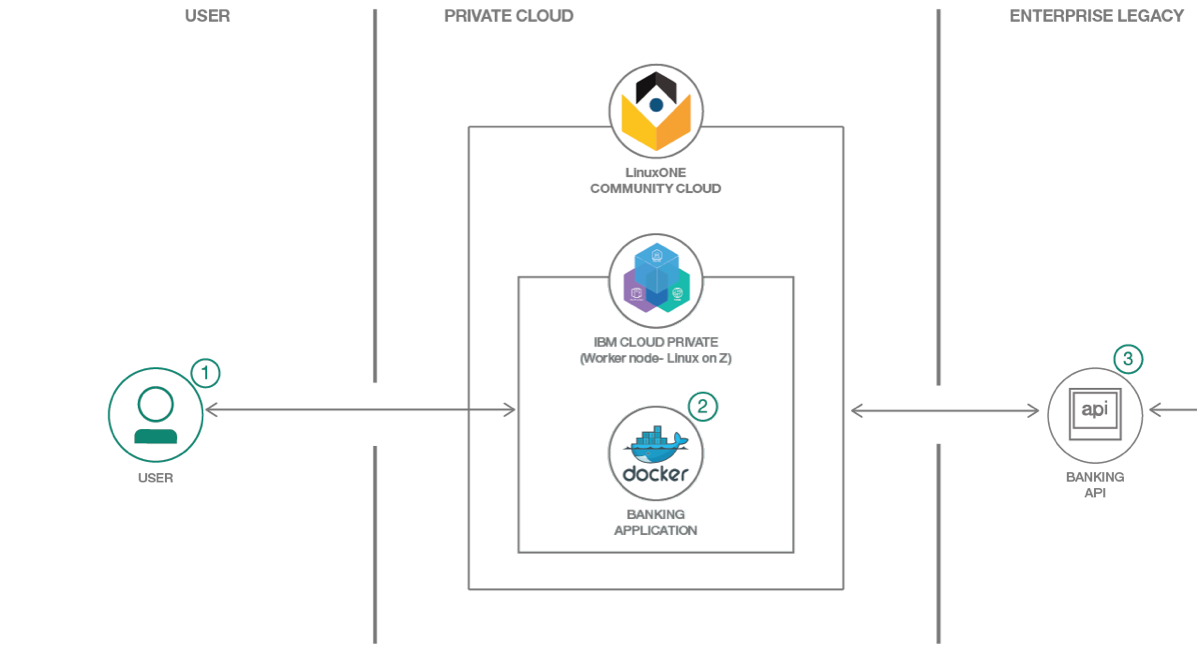 USER
PRIVATE CLOUD
ENTERPRISE LEGACY
LinuxONE
COMMUNITY CLOUD
IBM CLOUD PRIVATE
(Worker node- Linux on Z)
1
2
3
api
docker
USER
BANKING
API
BANKING
APPLICATION